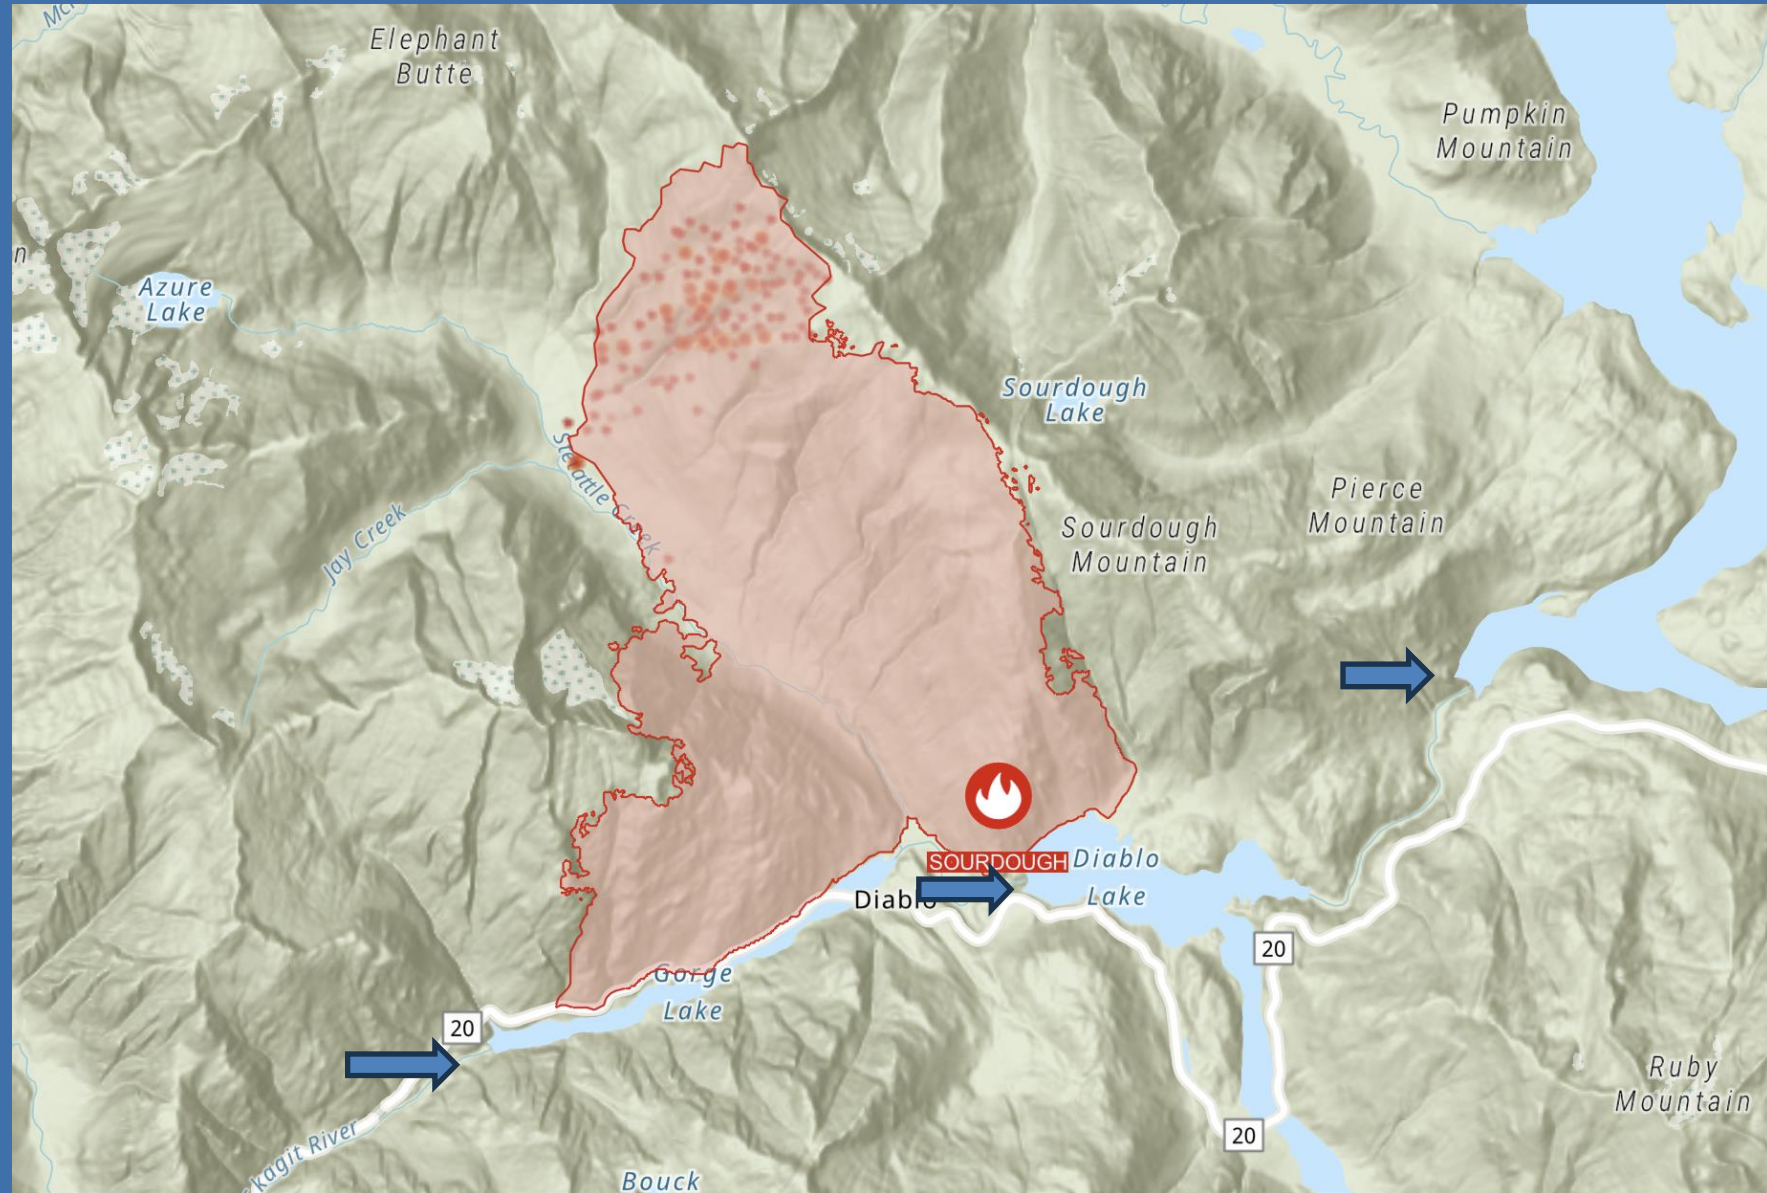 Elephant
Butte
Pumpkin
Mountain
Azure
Lake
Sourdough
Lake
Pierce
Mountain
Jay Creek
Sourdough
Mountain
SOURDOUGH
Diablo
Lake
Diablo
20
Gorge
Lake
20
Ruby
Mountain
20
kagit River
Bouck